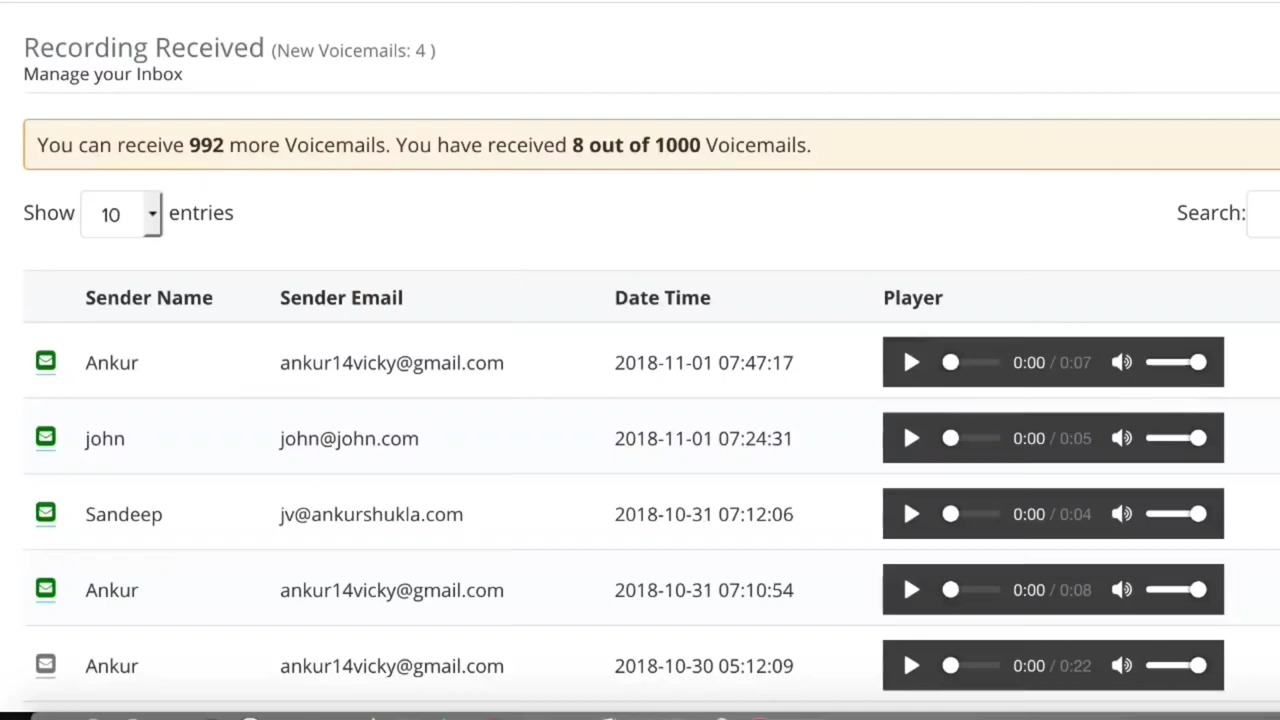 Recording Received (New Voicemails: 4 )
Manage your Inbox
You can receive 992 more Voicemails. You have received 8 out of 1000 Voicemails.
Show 10 entries Search:
Sender Name Sender Email Date Time Player
Ankur ankur14vicky@gmail.com 2018-11-01 07:47:17 0:00 / 0:07
john john@john.com 2018-11-01 07:24:31 0:00 / 0:05
Sandeep jv@ankurshukla.com 2018-10-31 07:12:06 0:00 / 0:04
Ankur ankur14vicky@gmail.com 2018-10-31 07:10:54 0:00 / 0:08
Ankur ankur14vicky@gmail.com 2018-10-30 05:12:09 0:00 / 0:22